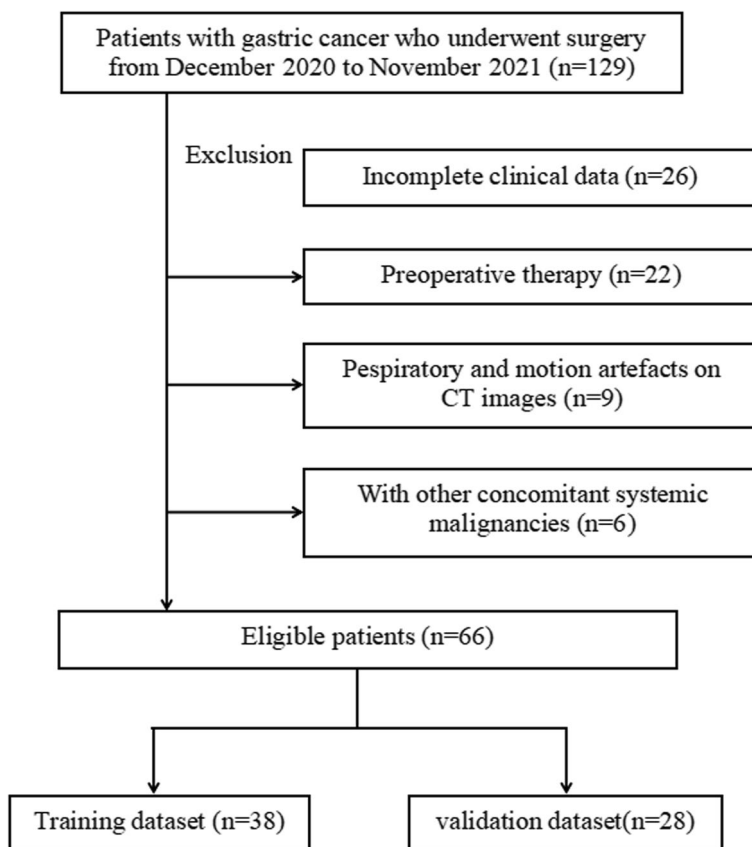 Patients with gastric cancer who underwent surgery
from December 2020 to November 2021 (n=129)
Exclusion
Incomplete clinical data (n=26)
Preoperative therapy (n=22)
Pespiratory and motion artefacts on
CT images (n=9)
With other concomitant systemic
malignancies (n=6)
Eligible patients (n=66)
Training dataset (n=38)
validation dataset(n=28)